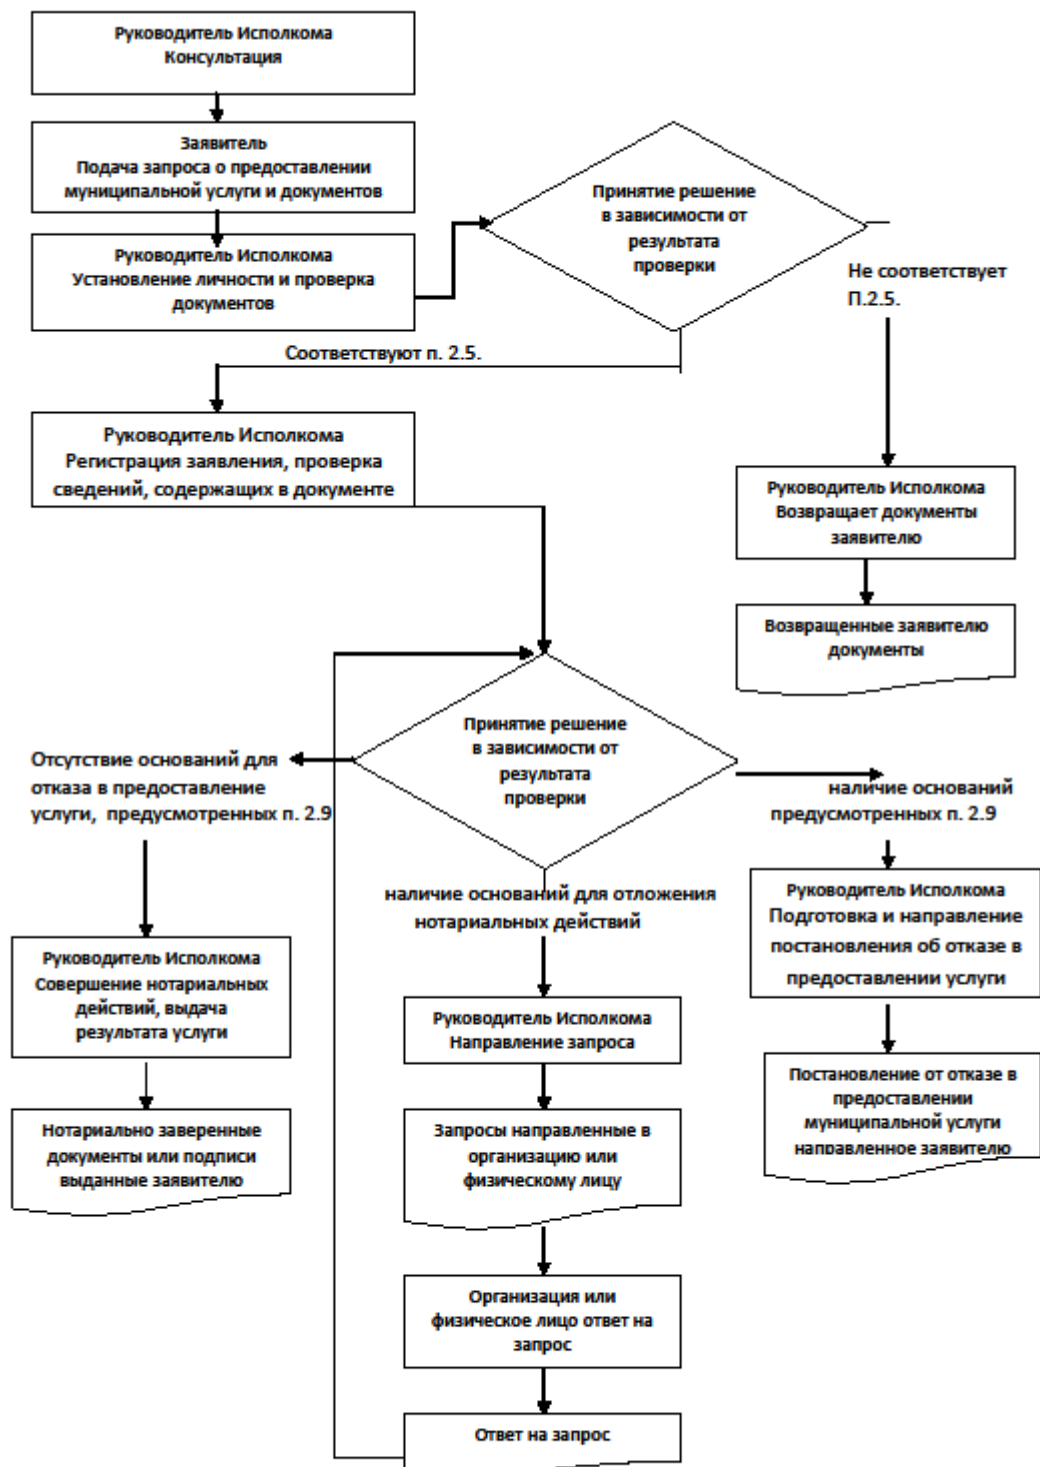 Руководитель Исполкома
Консультация
Заявитель
Подача запроса о предоставлении
муниципальной услуги и документов
Руководитель Исполкома
Установление личности и проверка
документов
Принятие решение
в зависимости от
результата
проверки
Не соответствует
П.2.5.
Соответствуют п. 2.5.
Руководитель Исполкома
Регистрация заявления, проверка
сведений, содержащих в документе
Руководитель Исполкома
Возвращает документы
заявителю
Возвращенные заявителю
документы
Принятие решение
в зависимости от
результата
проверки
Отсутствие оснований для
отказа в предоставление
услуги, предусмотренных п. 2.9
наличие оснований
предусмотренных п. 2.9
наличие оснований для отложения
нотариальных действий
Руководитель Исполкома
Подготовка и направление
постановления об отказе в
предоставлении услуги
Руководитель Исполкома
Совершение нотариальных
действий, выдача
результата услуги
Руководитель Исполкома
Направление запроса
Постановление от отказе в
предоставлении
муниципальной услуги
направленное заявителю
Нотариально заверенные
документы или подписи
выданные заявителю
Запросы направленные в
организацию или
физическому лицу
Организация или
физическое лицо ответ на
запрос
Ответ на запрос